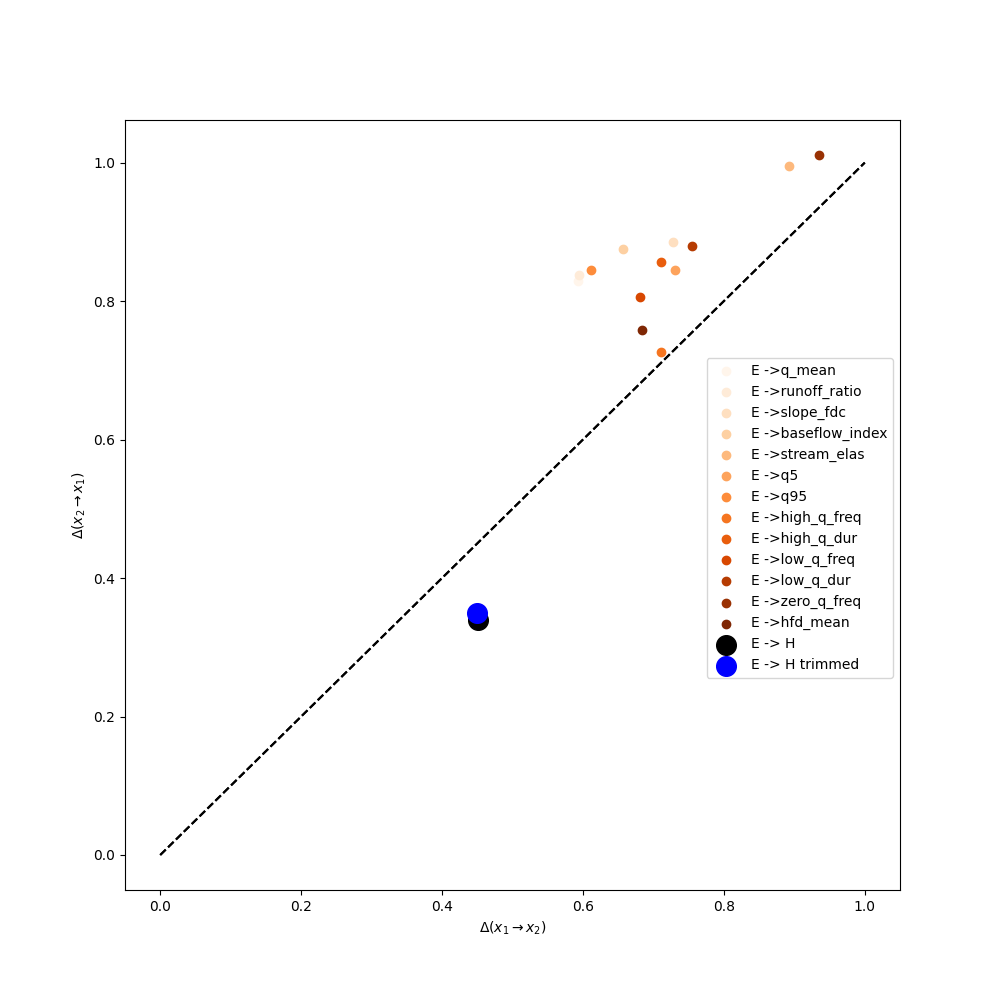 1.0
0.8
0.6
0.4
0.2
0.0
Δ(x₂→x₁)
E ->q_mean
E ->runoff_ratio
E ->slope_fdc
E ->baseflow_index
E ->stream_elas
E ->q5
E ->q95
E ->high_q_freq
E ->high_q_dur
E ->low_q_freq
E ->low_q_dur
E ->zero_q_freq
E ->hfd_mean
E -> H
E -> H trimmed
0.0 0.2 0.4 0.6 0.8 1.0
Δ(x₁→x₂)